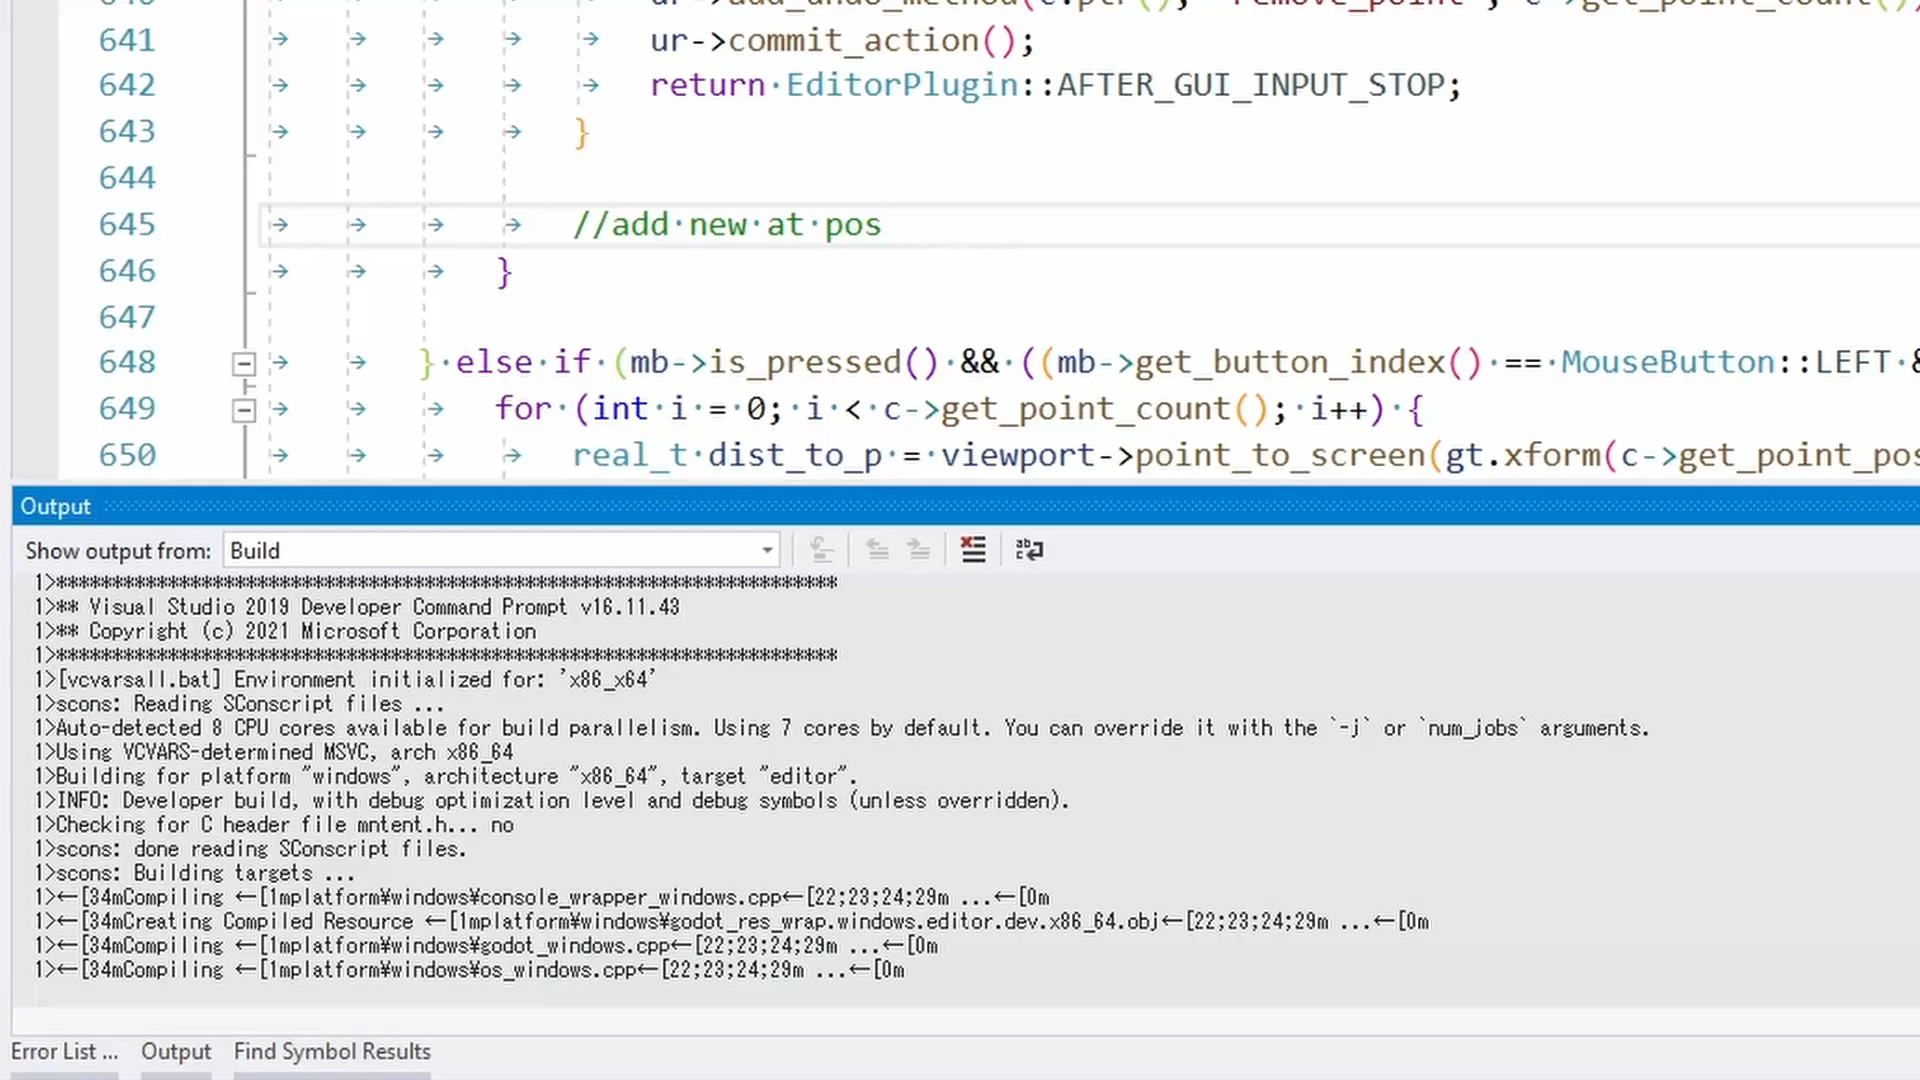 ur->add_undo_method(c.ptr(), "remove_point", c->get_point_count()
641 ur->commit_action();
642 return EditorPlugin::AFTER_GUI_INPUT_STOP;
643 }
644
645 //add new at pos
646 }
647
648 } else if (mb->is_pressed() && ((mb->get_button_index() == MouseButton::LEFT &
649 for (int i = 0; i < c->get_point_count(); i++) {
650 real_t dist_to_p = viewport->point_to_screen(gt.xform(c->get_point_pos
Output
Show output from: Build
1>**********************************************************************
1>** Visual Studio 2019 Developer Command Prompt v16.11.43
1>** Copyright (c) 2021 Microsoft Corporation
1>**********************************************************************
1>[vcvarsall.bat] Environment initialized for: 'x86_x64'
1>scons: Reading SConscript files ...
1>Auto-detected 8 CPU cores available for build parallelism. Using 7 cores by default. You can override it with the `-j` or `num_jobs` arguments.
1>Using VCVARS-determined MSVC, arch x86_64
1>Building for platform "windows", architecture "x86_64", target "editor".
1>INFO: Developer build, with debug optimization level and debug symbols (unless overridden).
1>Checking for C header file mntent.h... no
1>scons: done reading SConscript files.
1>scons: Building targets ...
1>←[34mCompiling ←[1mplatform¥windows¥console_wrapper_windows.cpp←[22;23;24;29m ...←[0m
1>←[34mCreating Compiled Resource ←[1mplatform¥windows¥godot_res_wrap.windows.editor.dev.x86_64.obj←[22;23;24;29m ...←[0m
1>←[34mCompiling ←[1mplatform¥windows¥godot_windows.cpp←[22;23;24;29m ...←[0m
1>←[34mCompiling ←[1mplatform¥windows¥os_windows.cpp←[22;23;24;29m ...←[0m
Error List ... Output Find Symbol Results